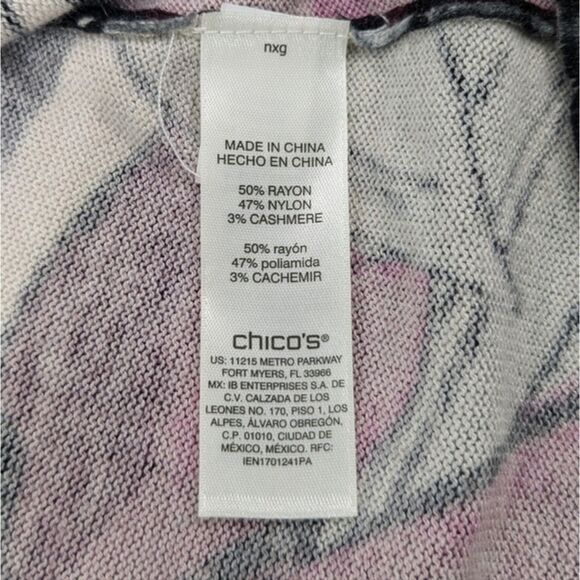 nxg
MADE IN CHINA
HECHO EN CHINA
50% RAYON
47% NYLON
3% CASHMERE
50% rayón
47% poliamida
3% CACHEMIR
chico's®
US: 11215 METRO PARKWAY
FORT MYERS, FL 33966
MX: IB ENTERPRISES S.A. DE
C.V. CALZADA DE LOS
LEONES NO. 170, PISO 1, LOS
ALPES, ÁLVARO OBREGÓN,
C.P. 01010, CIUDAD DE
MÉXICO, MÉXICO. RFC:
IEN1701241PA